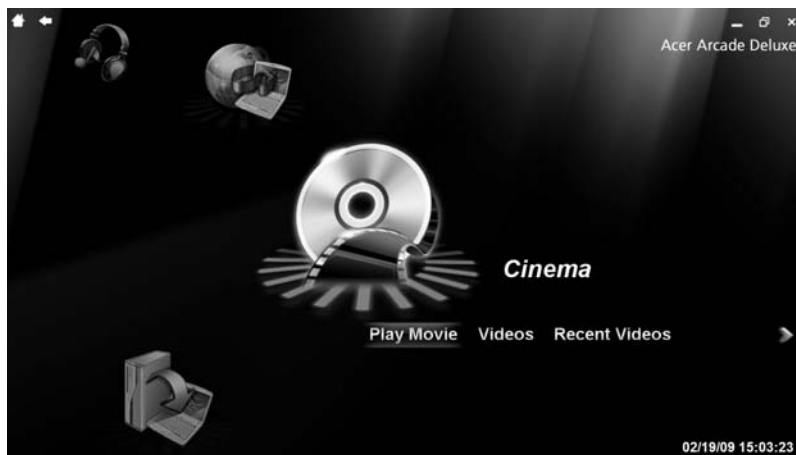 Acer Arcade Deluxe
Cinema
Play Movie Videos Recent Videos
02/19/09 15:03:23